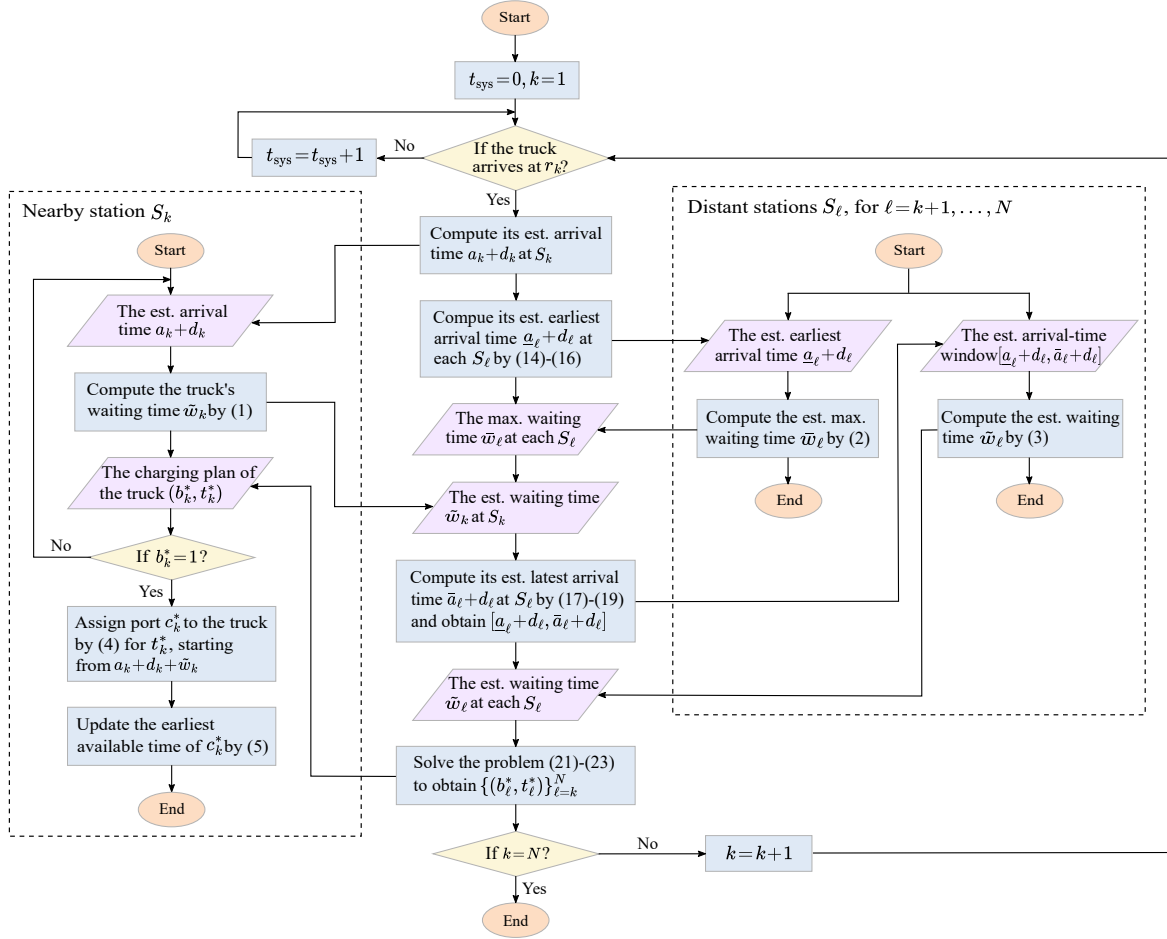 Start
t_sys=0, k=1
If the truck
arrives at r_k?
No
t_sys=t_sys+1
Yes
Nearby station S_k
Start
The est. arrival
time a_k+d_k
Compute the truck's
waiting time w̃_k by (1)
The charging plan of
the truck (b*_k, t*_k)
If b*_k=1?
No
Yes
Assign port c*_k to the truck
by (4) for t*_k, starting
from a_k+d_k+w̃_k
Update the earliest
available time of c*_k by (5)
End
Compute its est. arrival
time a_k+d_k at S_k
Compue its est. earliest
arrival time a̲_ℓ+d_ℓ at
each S_ℓ by (14)-(16)
The max. waiting
time w̄_ℓ at each S_ℓ
The est. waiting time
w̃_k at S_k
Compute its est. latest arrival
time ā_ℓ+d_ℓ at S_ℓ by (17)-(19)
and obtain [a̲_ℓ+d_ℓ, ā_ℓ+d_ℓ]
The est. waiting time
w̃_ℓ at each S_ℓ
Solve the problem (21)-(23)
to obtain {(b*_ℓ, t*_ℓ)}^N_ℓ=k
If k=N?
No
k=k+1
Yes
End
Distant stations S_ℓ, for ℓ=k+1, . . . , N
Start
The est. earliest
arrival time a̲_ℓ+d_ℓ
Compute the est. max.
waiting time w̄_ℓ by (2)
End
The est. arrival-time
window[a̲_ℓ+d_ℓ, ā_ℓ+d_ℓ]
Compute the est. waiting
time w̃_ℓ by (3)
End